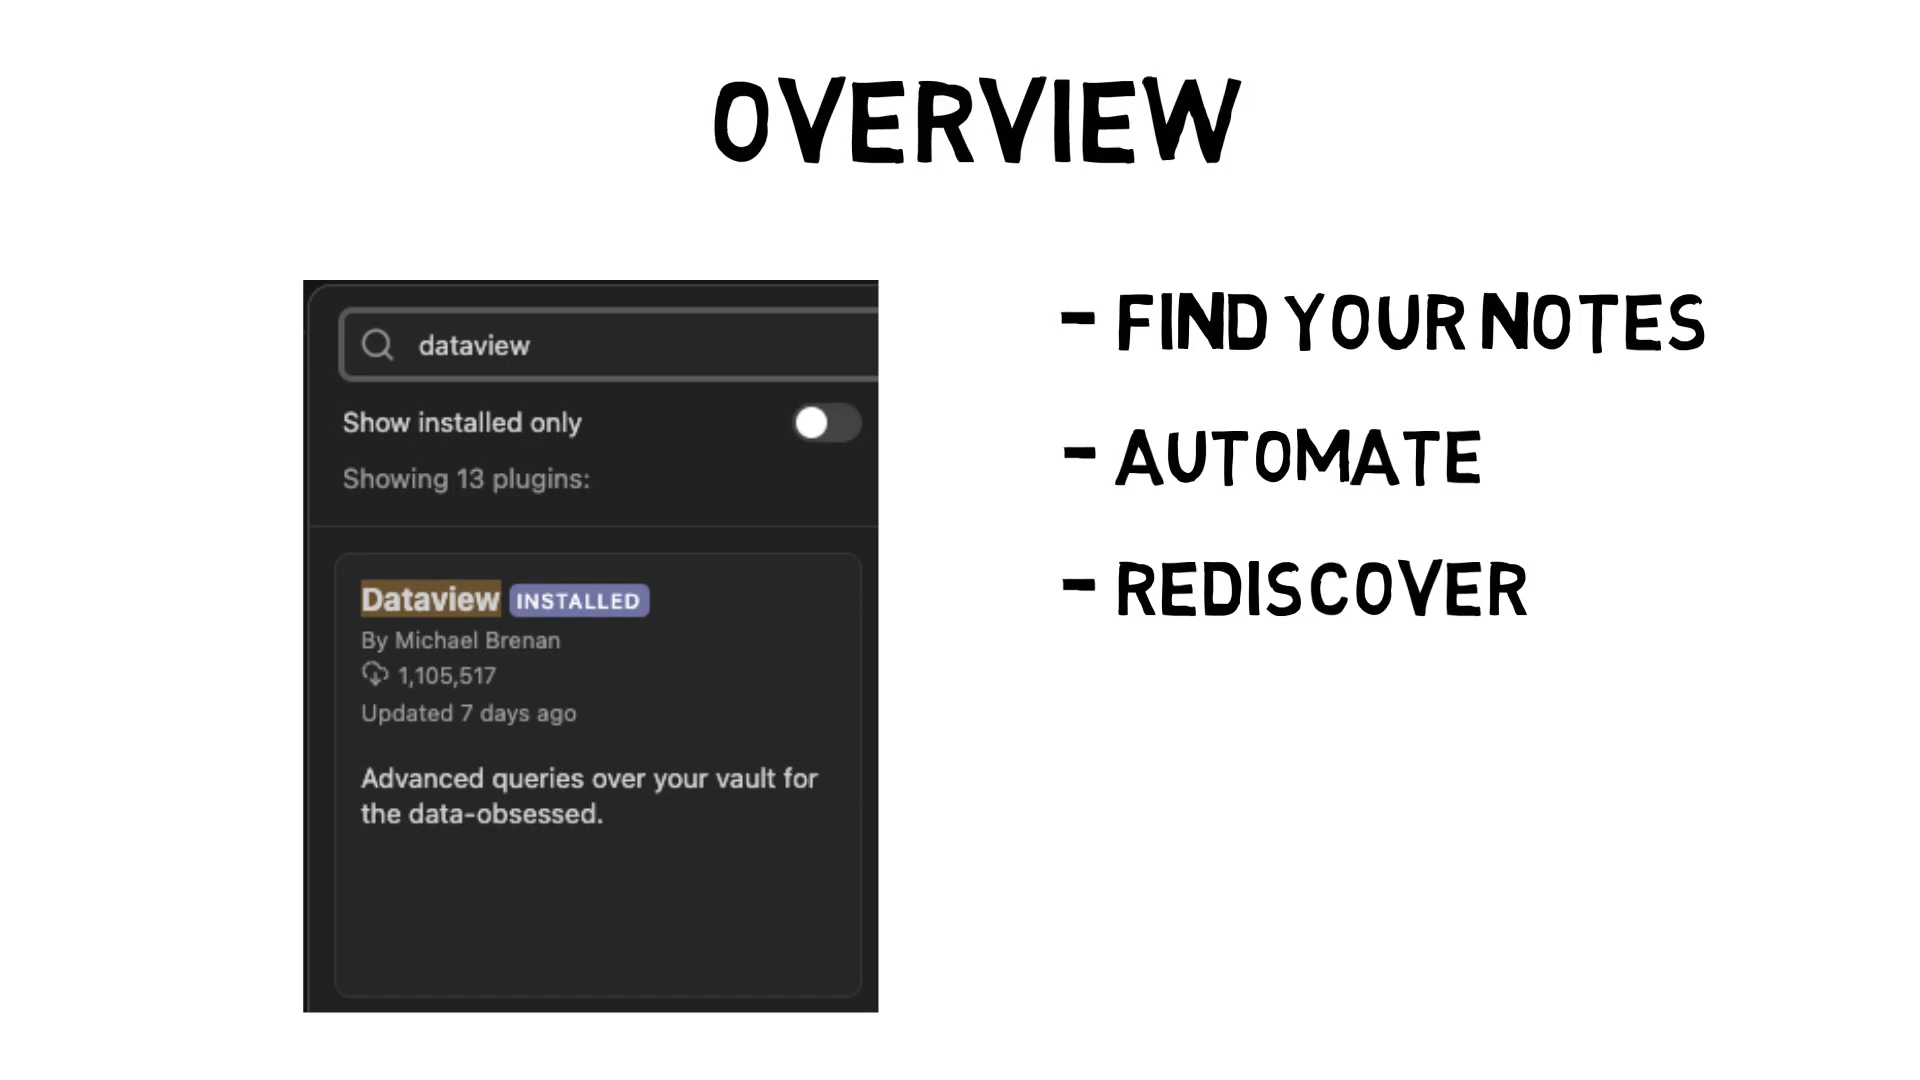 OVERVIEW
dataview
Show installed only
Showing 13 plugins:
Dataview INSTALLED
By Michael Brenan
1,105,517
Updated 7 days ago
Advanced queries over your vault for
the data-obsessed.
- FIND YOUR NOTES
- AUTOMATE
- REDISCOVER